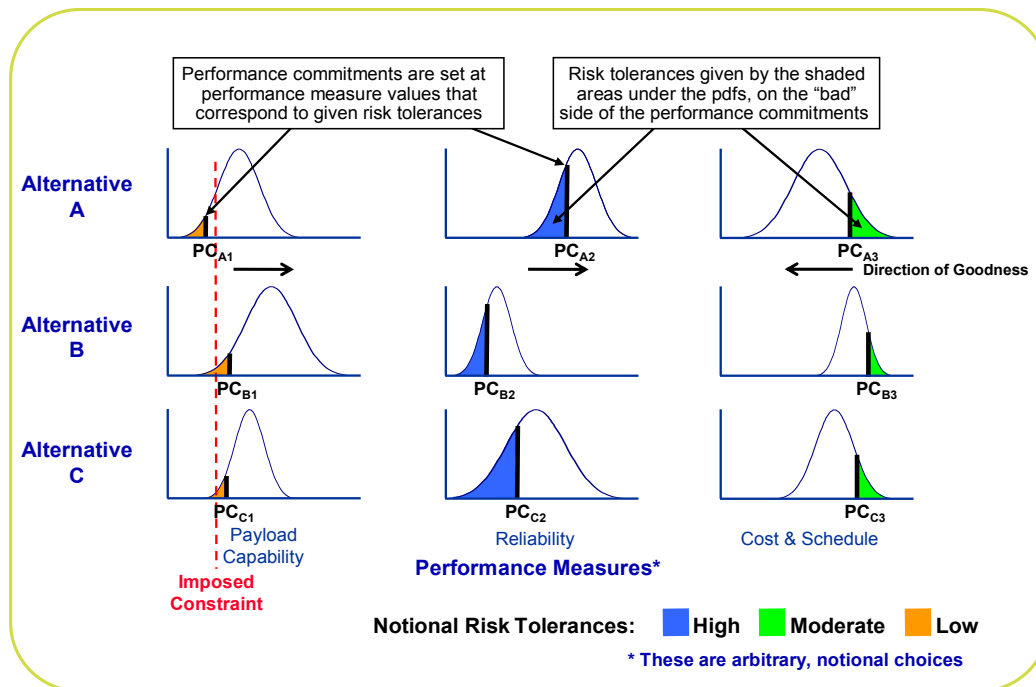 Performance commitments are set at
performance measure values that
correspond to given risk tolerances
Risk tolerances given by the shaded
areas under the pdfs, on the “bad”
side of the performance commitments
Alternative
A
PCA1
PCA2
PCA3
Direction of Goodness
Alternative
B
PCB1
PCB2
PCB3
Alternative
C
PCC1
PCC2
PCC3
Payload
Capability
Reliability
Cost & Schedule
Performance Measures*
Imposed
Constraint
Notional Risk Tolerances: High Moderate Low
* These are arbitrary, notional choices